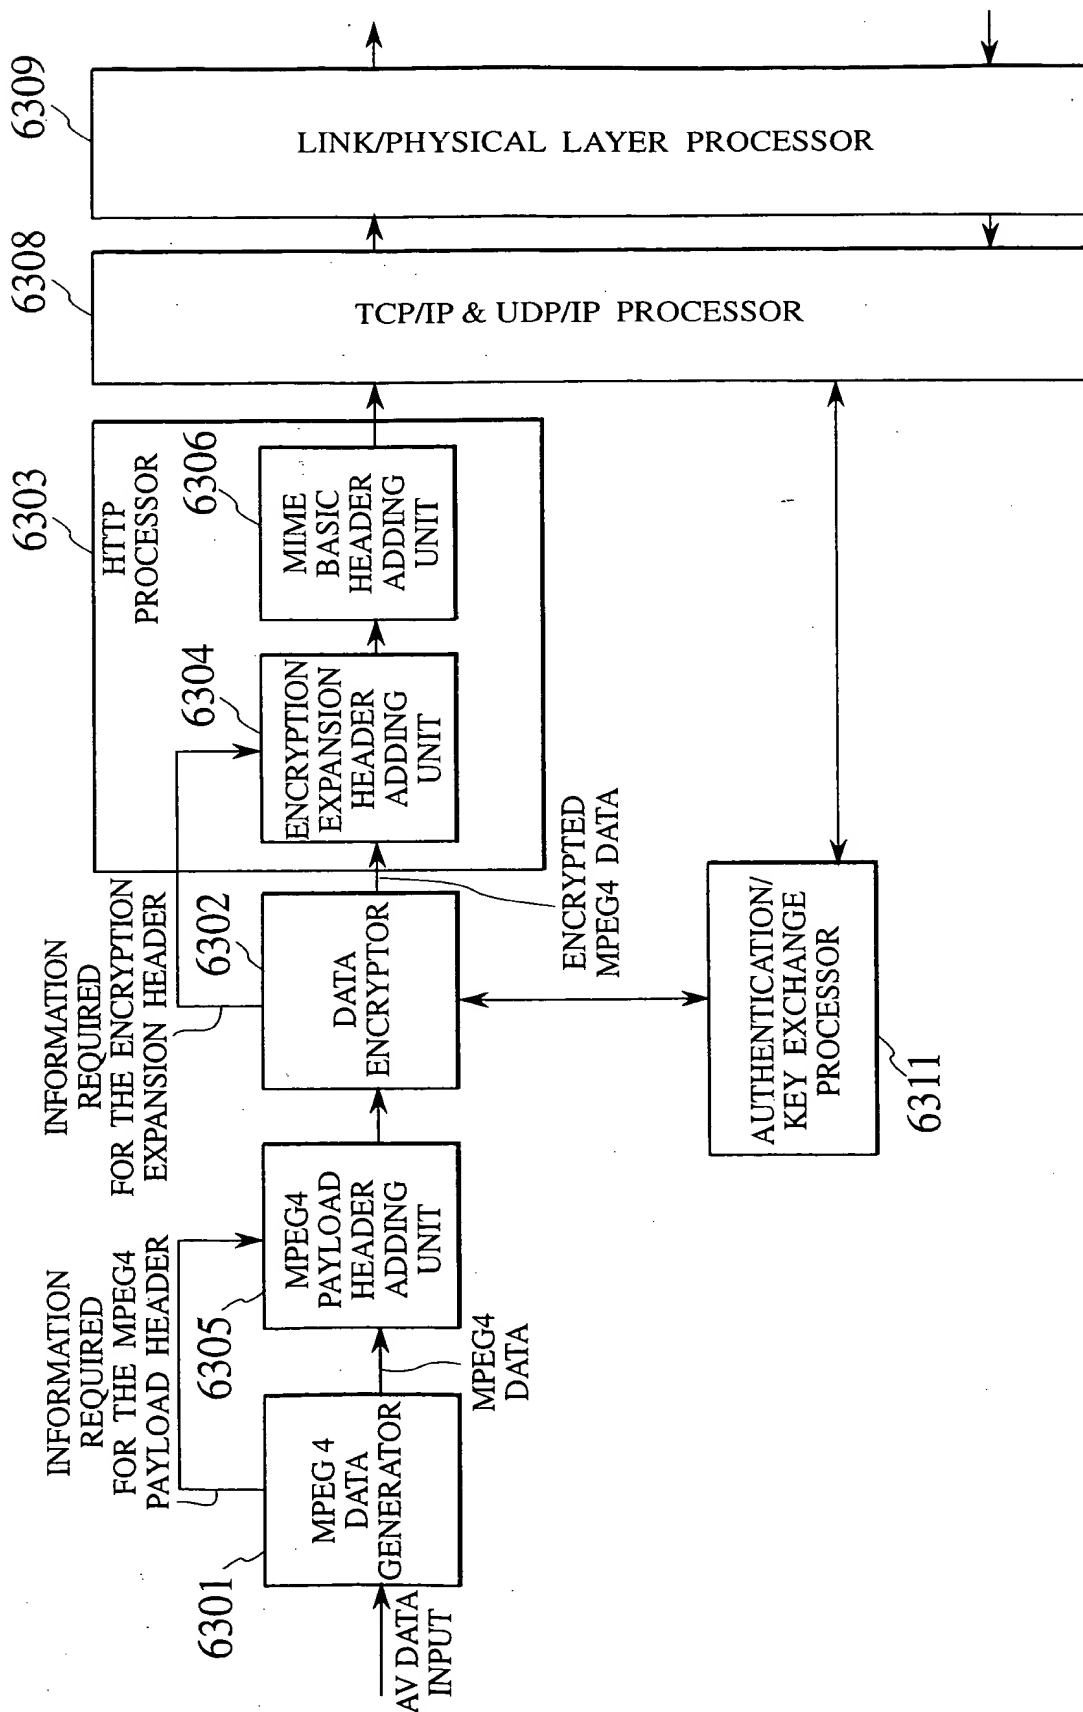 AV DATA
INPUT
6301
MPEG 4
DATA
GENERATOR
INFORMATION
REQUIRED
FOR THE MPEG4
PAYLOAD HEADER
MPEG4
DATA
6305
MPEG4
PAYLOAD
HEADER
ADDING
UNIT
INFORMATION
REQUIRED
FOR THE ENCRYPTION
EXPANSION HEADER
6302
DATA
ENCRYPTOR
ENCRYPTED
MPEG4 DATA
6303
HTTP
PROCESSOR
6304
ENCRYPTION
EXPANSION
HEADER
ADDING
UNIT
6306
MIME
BASIC
HEADER
ADDING
UNIT
6308
TCP/IP & UDP/IP PROCESSOR
6309
LINK/PHYSICAL LAYER PROCESSOR
AUTHENTICATION/
KEY EXCHANGE
PROCESSOR
6311